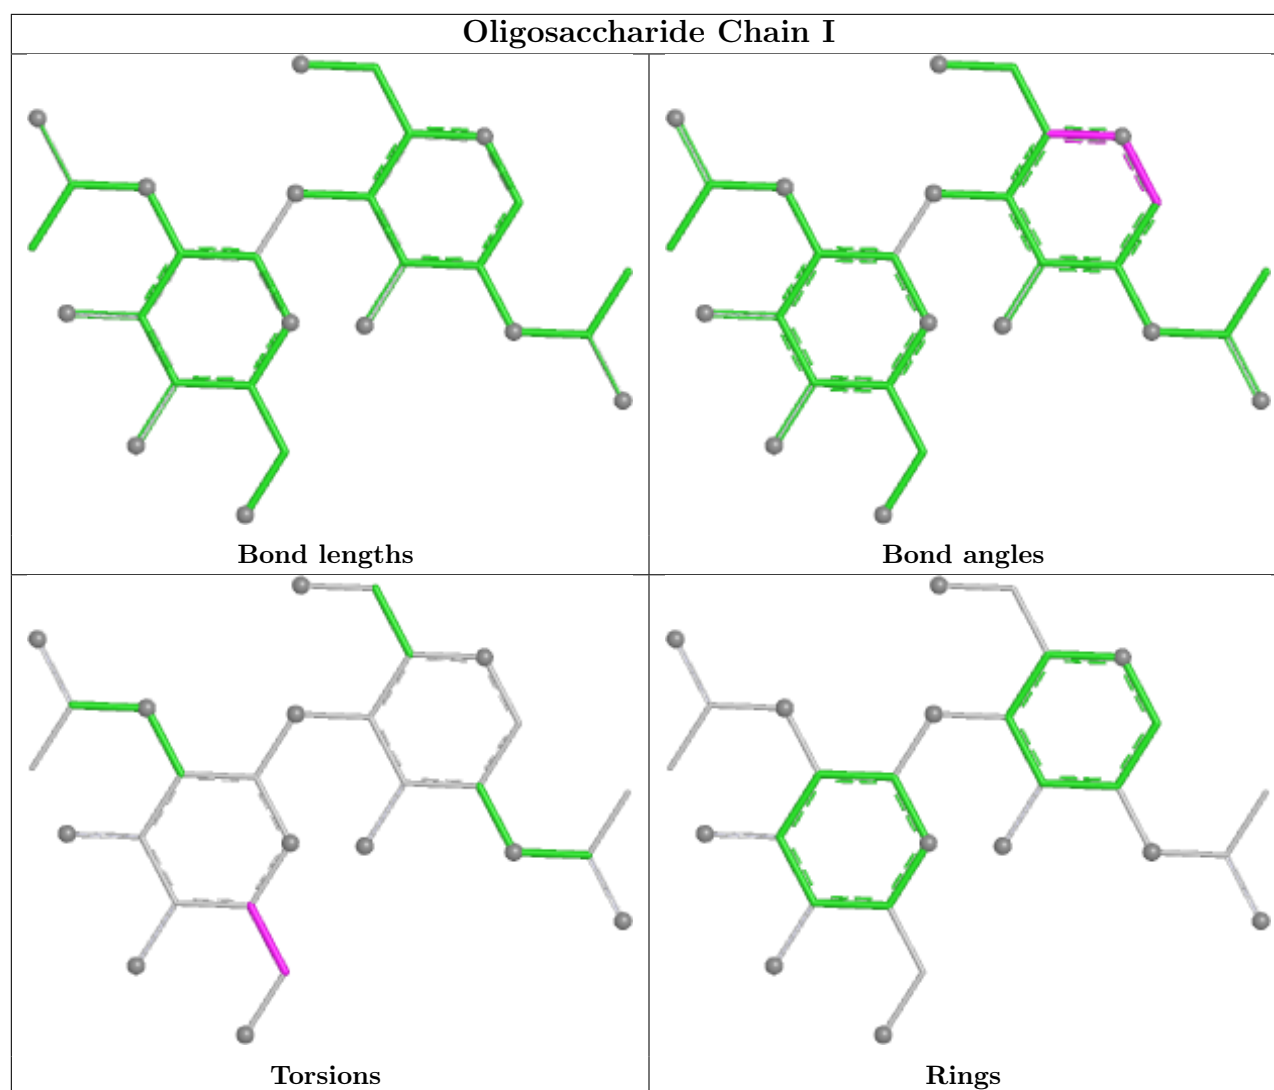 Oligosaccharide Chain I
Bond lengths
Bond angles
Torsions
Rings